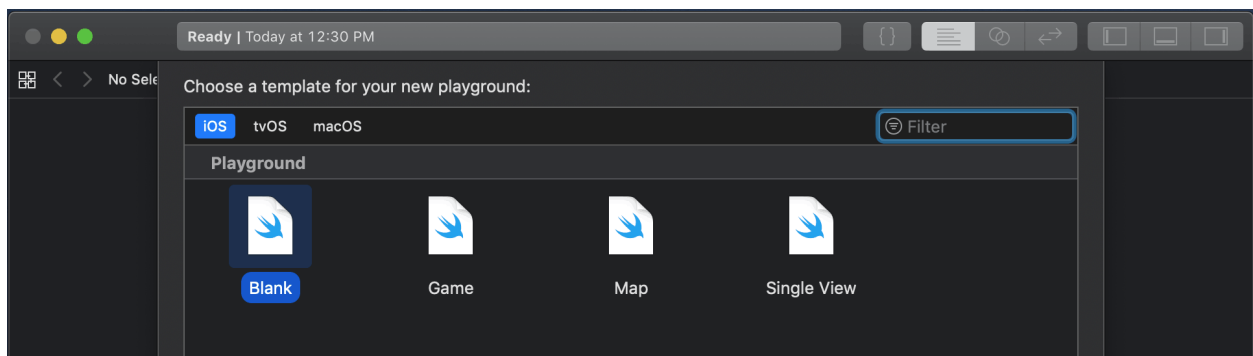 Ready | Today at 12:30 PM
{}
No Sele
Choose a template for your new playground:
iOS tvOS macOS Filter
Playground
Blank Game Map Single View